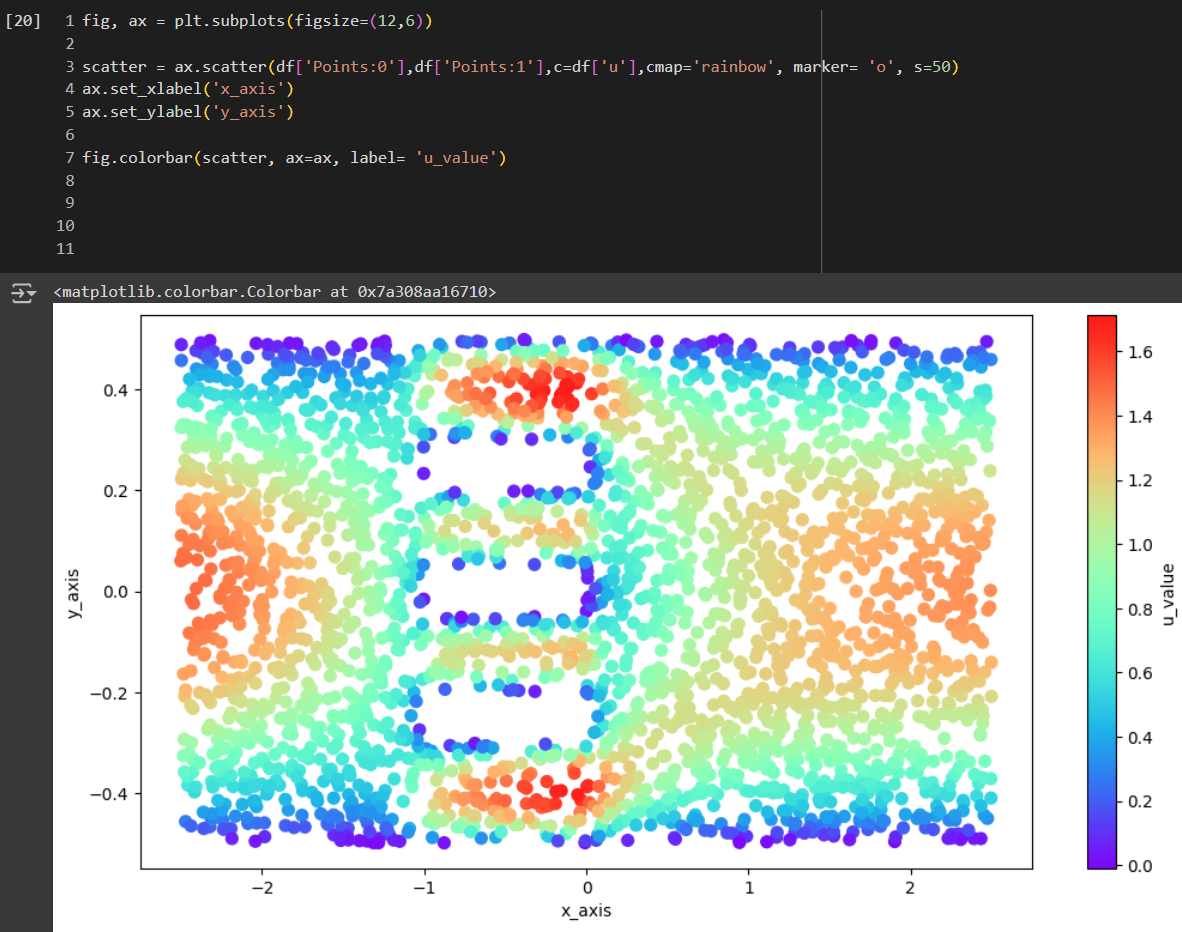 [20] 1 fig, ax = plt.subplots(figsize=(12,6))
2
3 scatter = ax.scatter(df['Points:0'],df['Points:1'],c=df['u'],cmap='rainbow', marker= 'o', s=50)
4 ax.set_xlabel('x_axis')
5 ax.set_ylabel('y_axis')
6
7 fig.colorbar(scatter, ax=ax, label= 'u_value')
8
9
10
11
<matplotlib.colorbar.Colorbar at 0x7a308aa16710>
0.4
0.2
0.0
−0.2
−0.4
y_axis
−2 −1 0 1 2
x_axis
1.6
1.4
1.2
1.0
0.8
0.6
0.4
0.2
0.0
u_value